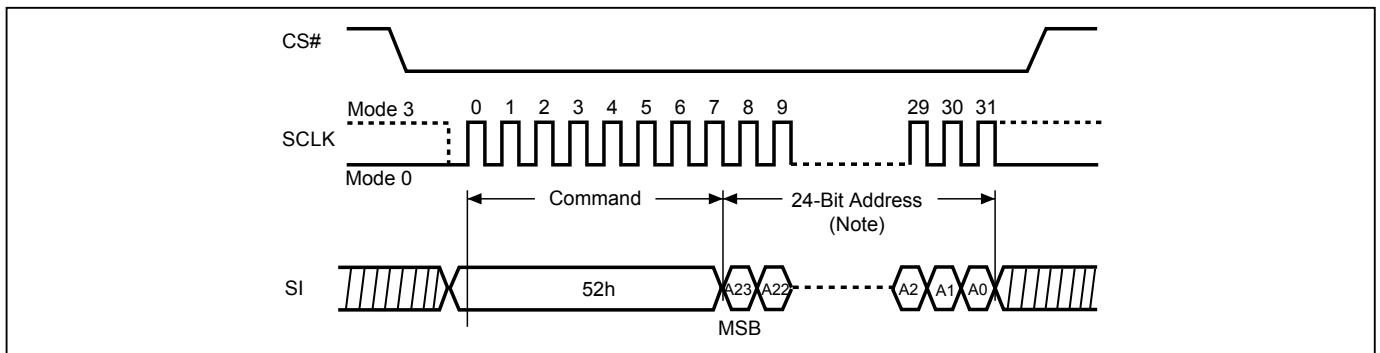 CS#
Mode 3
0 1 2 3 4 5 6 7 8 9 29 30 31
SCLK
Mode 0
Command
24-Bit Address
(Note)
SI
52h
A23 A22 A2 A1 A0
MSB